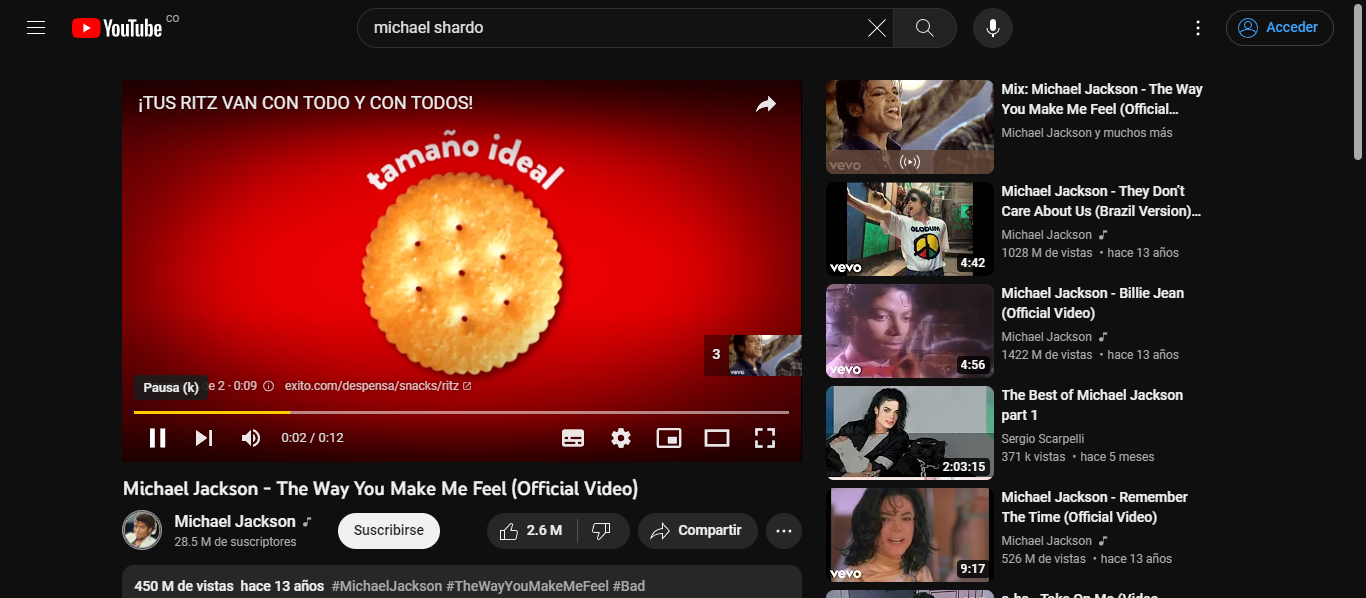 YouTube CO
michael shardo
Acceder
¡TUS RITZ VAN CON TODO Y CON TODOS!
tamaño ideal
3
vevo
Pausa (k)
de 2 · 0:09
exito.com/despensa/snacks/ritz
0:02 / 0:12
Michael Jackson - The Way You Make Me Feel (Official Video)
Michael Jackson
28.5 M de suscriptores
Suscribirse
2.6 M
Compartir
450 M de vistas hace 13 años #MichaelJackson #TheWayYouMakeMeFeel #Bad
vevo
Mix: Michael Jackson - The Way
You Make Me Feel (Official...
Michael Jackson y muchos más
OLODUM
vevo
4:42
Michael Jackson - They Don't
Care About Us (Brazil Version)...
Michael Jackson
1028 M de vistas • hace 13 años
vevo
4:56
Michael Jackson - Billie Jean
(Official Video)
Michael Jackson
1422 M de vistas • hace 13 años
2:03:15
The Best of Michael Jackson
part 1
Sergio Scarpelli
371 k vistas • hace 5 meses
vevo
9:17
Michael Jackson - Remember
The Time (Official Video)
Michael Jackson
526 M de vistas • hace 13 años